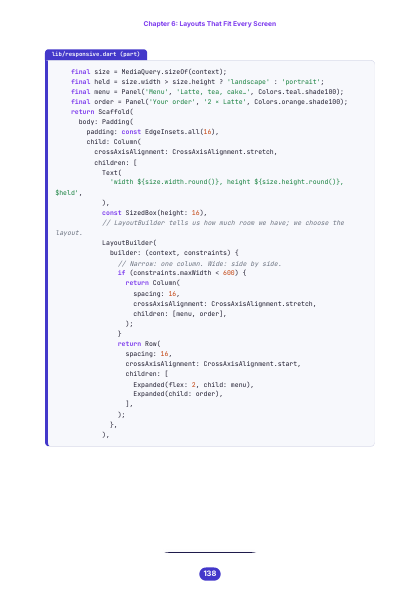 Chapter 6: Layouts That Fit Every Screen
lib/responsive.dart (part)
final size = MediaQuery.sizeOf(context);
final held = size.width > size.height ? 'landscape' : 'portrait';
final menu = Panel('Menu', 'Latte, tea, cake…', Colors.teal.shade100);
final order = Panel('Your order', '2 × Latte', Colors.orange.shade100);
return Scaffold(
body: Padding(
padding: const EdgeInsets.all(16),
child: Column(
crossAxisAlignment: CrossAxisAlignment.stretch,
children: [
Text(
'width ${size.width.round()}, height ${size.height.round()},
$held',
),
const SizedBox(height: 16),
// LayoutBuilder tells us how much room we have; we choose the
layout.
LayoutBuilder(
builder: (context, constraints) {
// Narrow: one column. Wide: side by side.
if (constraints.maxWidth < 600) {
return Column(
spacing: 16,
crossAxisAlignment: CrossAxisAlignment.stretch,
children: [menu, order],
);
}
return Row(
spacing: 16,
crossAxisAlignment: CrossAxisAlignment.start,
children: [
Expanded(flex: 2, child: menu),
Expanded(child: order),
],
);
},
),
138